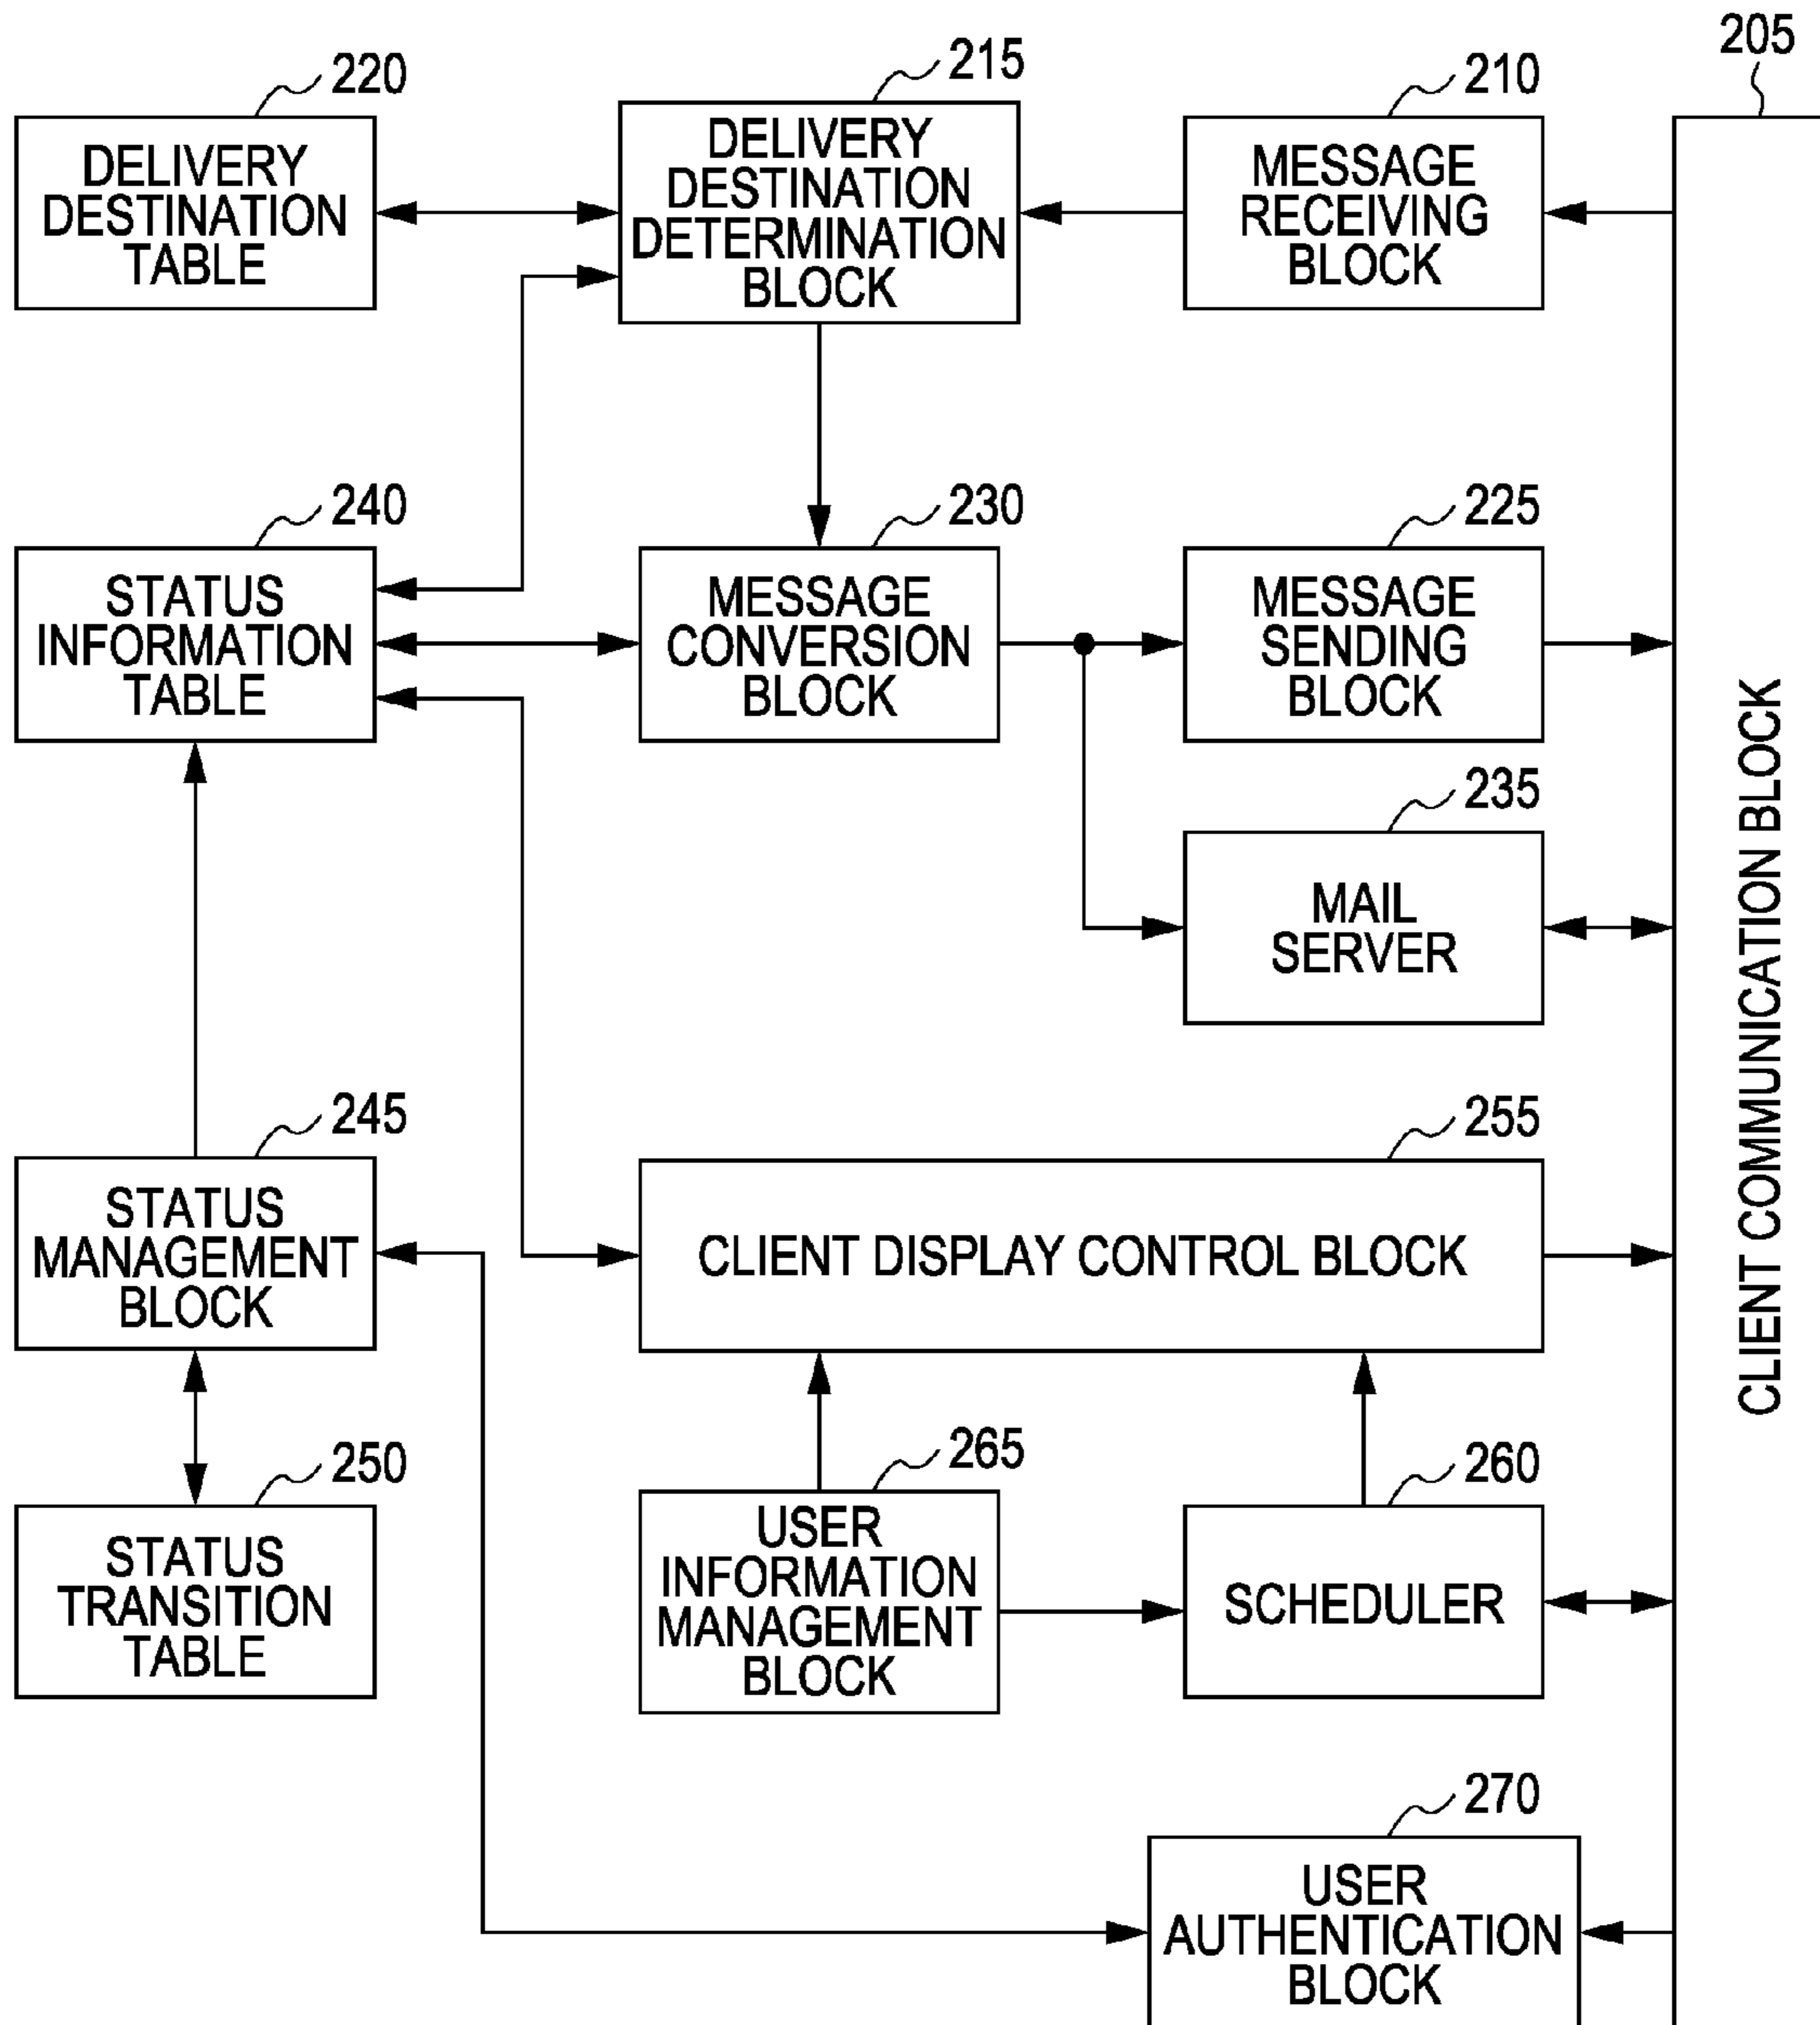 205
220
215
210
DELIVERY
DESTINATION
TABLE
DELIVERY
DESTINATION
DETERMINATION
BLOCK
MESSAGE
RECEIVING
BLOCK
240
230
225
STATUS
INFORMATION
TABLE
MESSAGE
CONVERSION
BLOCK
MESSAGE
SENDING
BLOCK
235
MAIL
SERVER
CLIENT COMMUNICATION BLOCK
245
255
STATUS
MANAGEMENT
BLOCK
CLIENT DISPLAY CONTROL BLOCK
250
265
260
STATUS
TRANSITION
TABLE
USER
INFORMATION
MANAGEMENT
BLOCK
SCHEDULER
270
USER
AUTHENTICATION
BLOCK